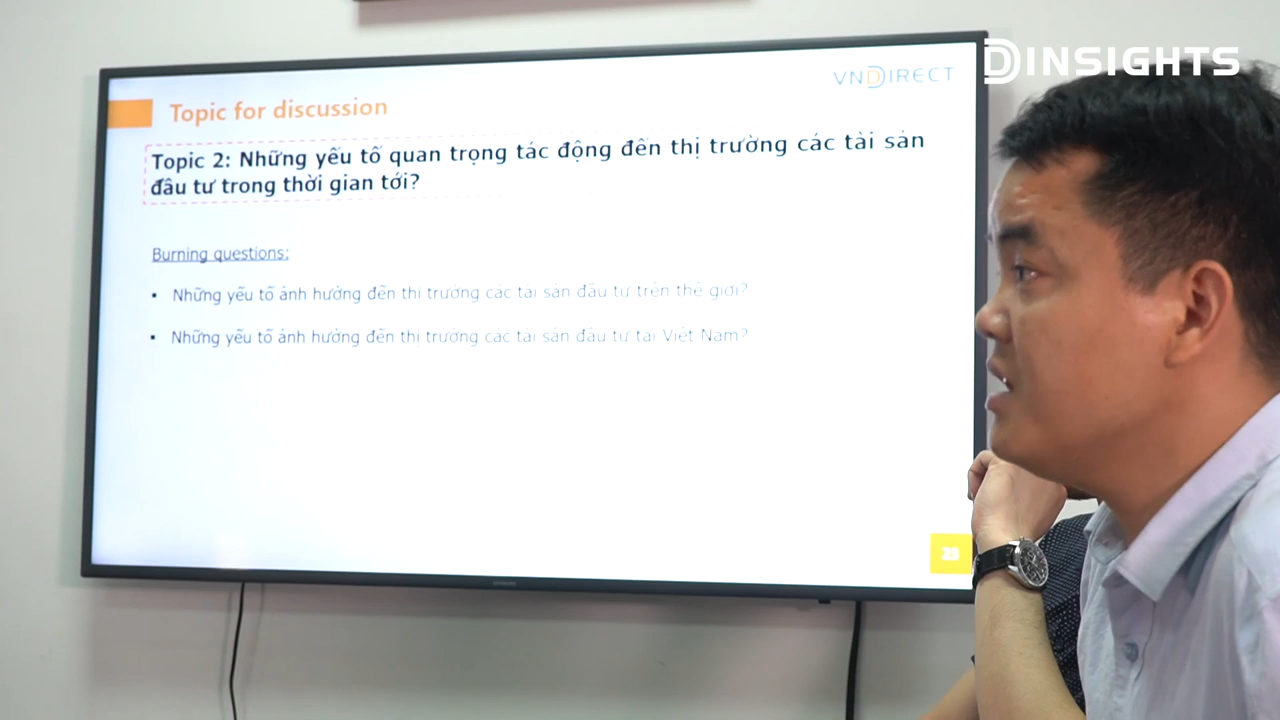 DINSIGHTS
VNDIRECT
Topic for discussion
Topic 2: Những yếu tố quan trọng tác động đến thị trường các tài sản
đầu tư trong thời gian tới?
Burning questions:
▪ Những yếu tố ảnh hưởng đến thị trường các tài sản đầu tư trên thế giới?
▪ Những yếu tố ảnh hưởng đến thị trường các tài sản đầu tư tại Việt Nam?
23
SAMSUNG